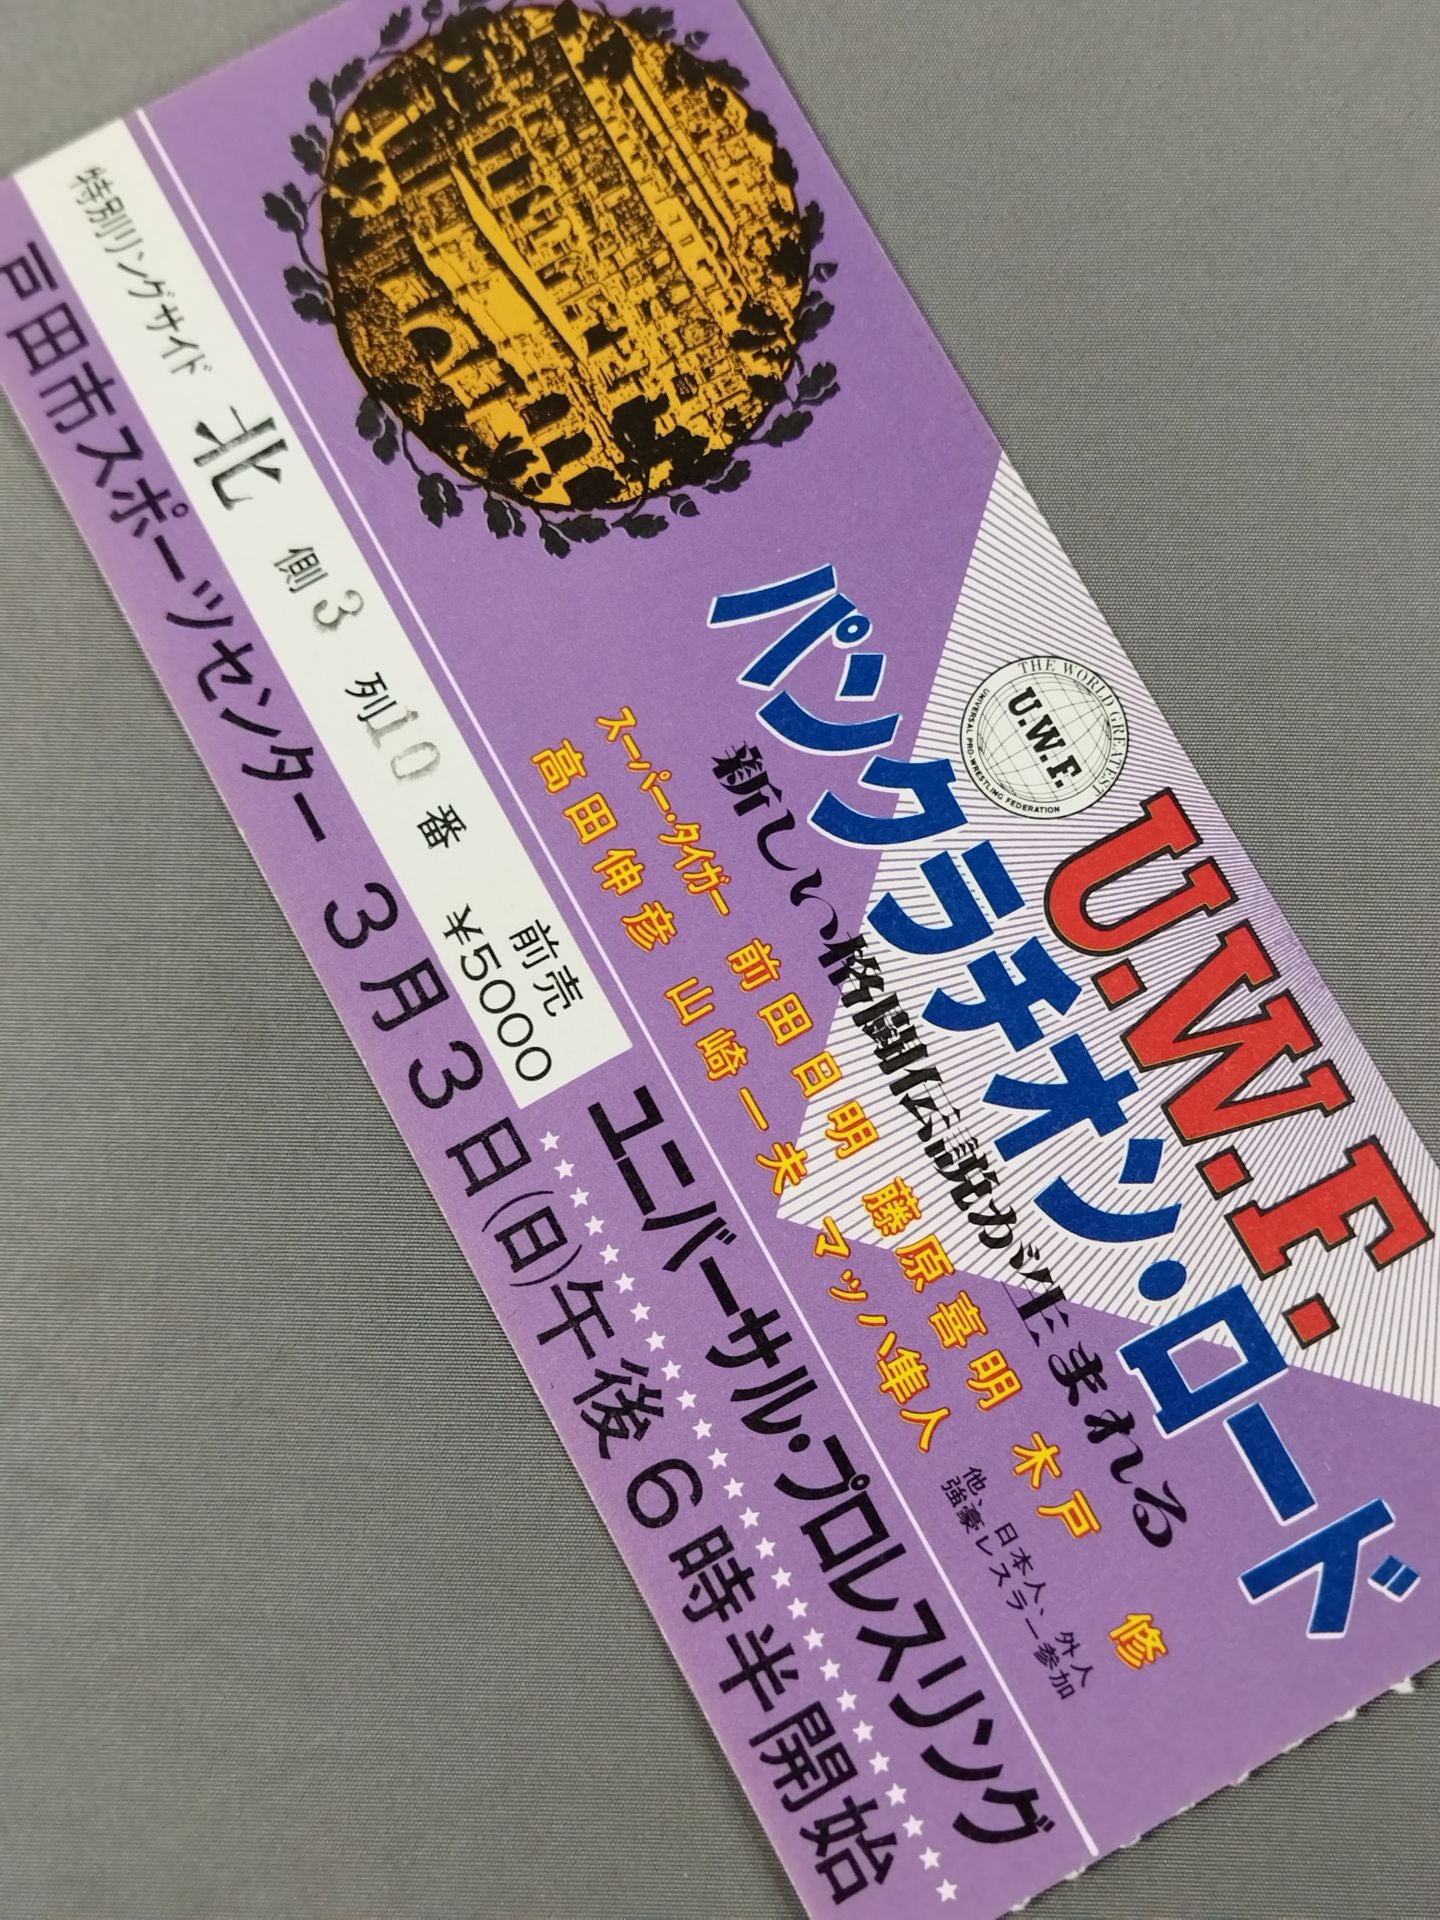 U.W.F.
THE WORLD GREATEST
U.W.F.
UNIVERSAL PRO-WRESTLING FEDERATION
パンクラチオン・ロード
新しい格闘伝説が生まれる
スーパー・タイガー 前田日明 藤原喜明 木戸 修
高田伸彦 山崎一夫 マッハ隼人
他、日本人、外人
強豪レスラー参加
ユニバーサル・プロレスリング
特別リングサイド 北側3列10番
前売
¥5000
戸田市スポーツセンター 3月3日(日)午後6時半開始